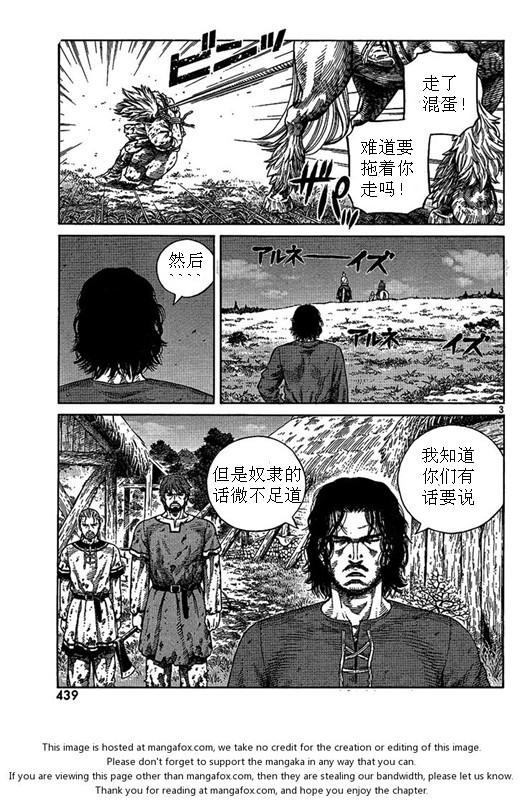 ビィンッ
走了
混蛋！
难道要
拖着你
走吗！
然后
アルネーーイズ
アルネーーイズ
3
我知道
你们有
话要说
但是奴隶的
话微不足道
439
This image is hosted at mangafox.com, we take no credit for the creation or editing of this image.
Please don't forget to support the mangaka in any way that you can.
If you are viewing this page other than mangafox.com, then they are stealing our bandwidth, please let us know.
Thank you for reading at mangafox.com, and hope you enjoy the chapter.